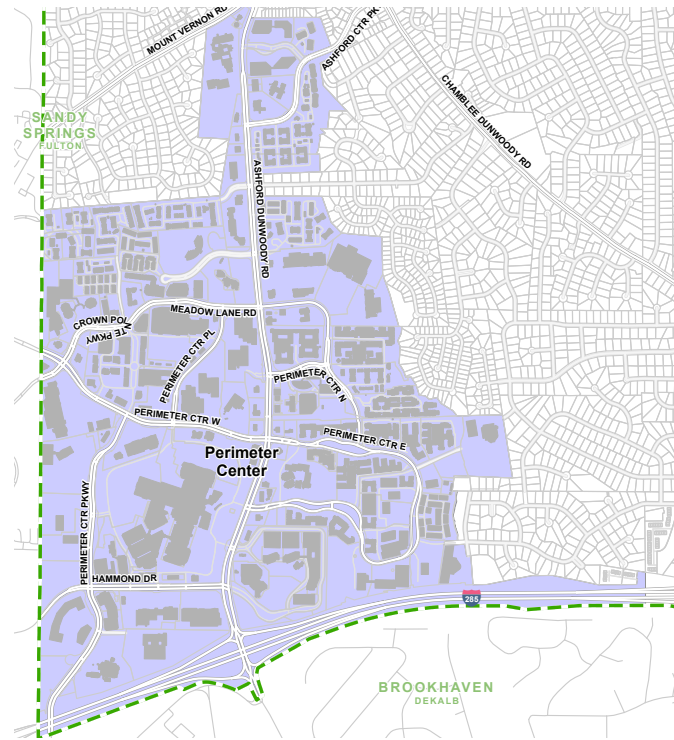 MOUNT VERNON RD
ASHFORD CTR PK
CHAMBLEE DUNWOODY RD
SANDY
SPRINGS
FULTON
ASHFORD DUNWOODY RD
MEADOW LANE RD
CROWN POI
NTE PKWY
PERIMETER CTR PL
PERIMETER CTR N
PERIMETER CTR W
PERIMETER CTR E
Perimeter
Center
PERIMETER CTR PKWY
HAMMOND DR
285
BROOKHAVEN
DEKALB